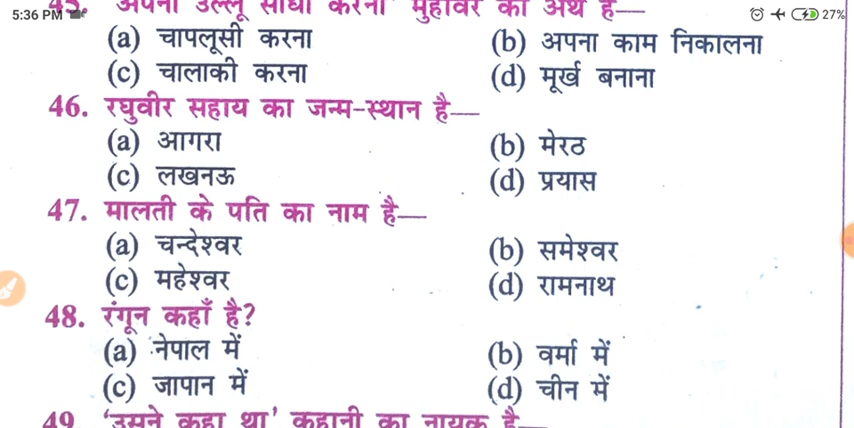 5:36 PM
27%
45. 'अपना उल्लू सीधा करना' मुहावरे का अर्थ है—
(a) चापलूसी करना (b) अपना काम निकालना
(c) चालाकी करना (d) मूर्ख बनाना
46. रघुवीर सहाय का जन्म-स्थान है—
(a) आगरा (b) मेरठ
(c) लखनऊ (d) प्रयास
47. मालती के पति का नाम है—
(a) चन्देश्वर (b) समेश्वर
(c) महेश्वर (d) रामनाथ
48. रंगून कहाँ है?
(a) नेपाल में (b) वर्मा में
(c) जापान में (d) चीन में
49 'उसने कहा था' कहानी का नायक है—